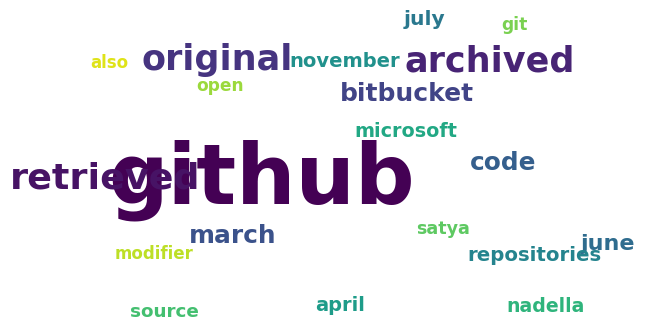 july
git
original
november
archived
also
open
bitbucket
microsoft
code
retrieved
github
march
satya
modifier
repositories
june
source
april
nadella